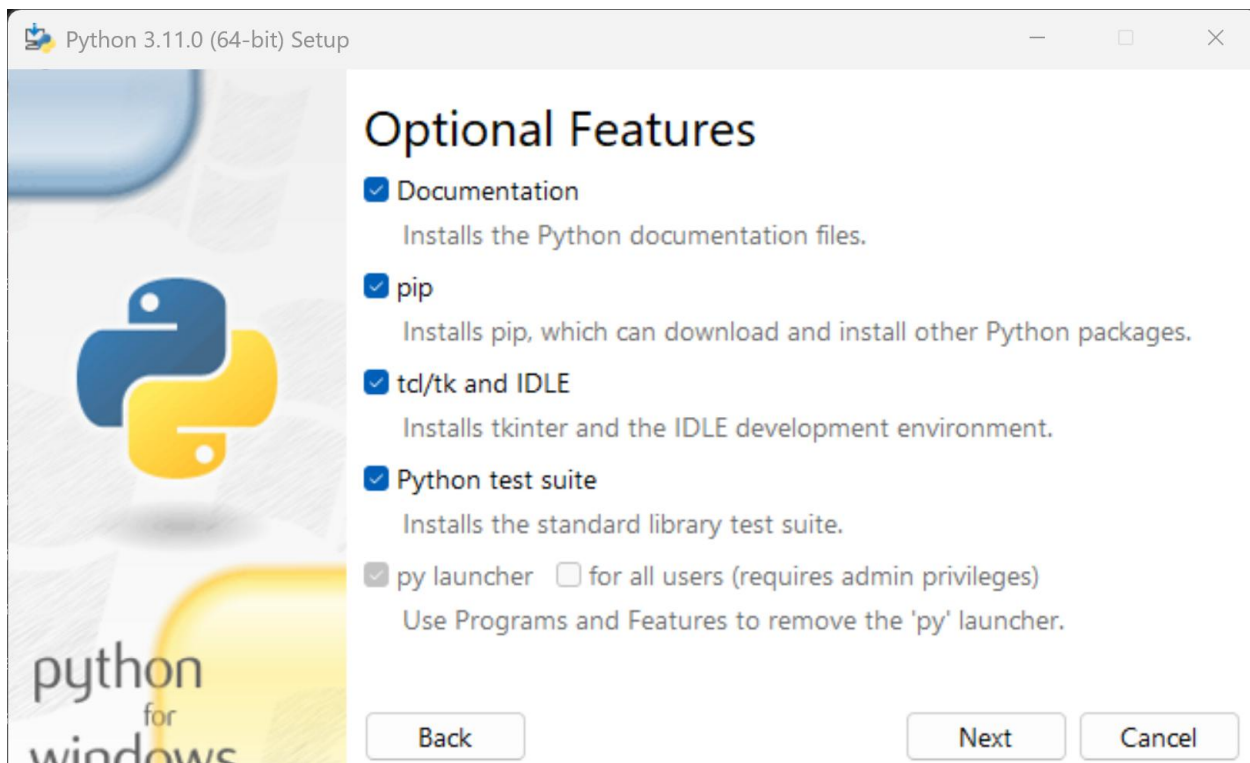 Python 3.11.0 (64-bit) Setup
Optional Features
Documentation
Installs the Python documentation files.
pip
Installs pip, which can download and install other Python packages.
tcl/tk and IDLE
Installs tkinter and the IDLE development environment.
Python test suite
Installs the standard library test suite.
py launcher for all users (requires admin privileges)
Use Programs and Features to remove the 'py' launcher.
python
for
windows
Back Next Cancel